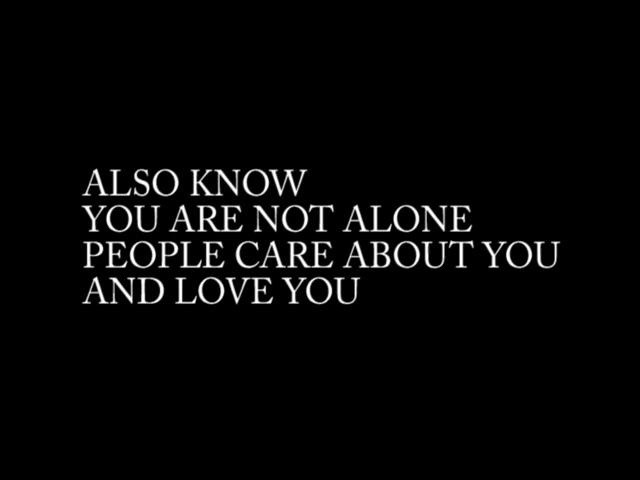 ALSO KNOW
YOU ARE NOT ALONE
PEOPLE CARE ABOUT YOU
AND LOVE YOU